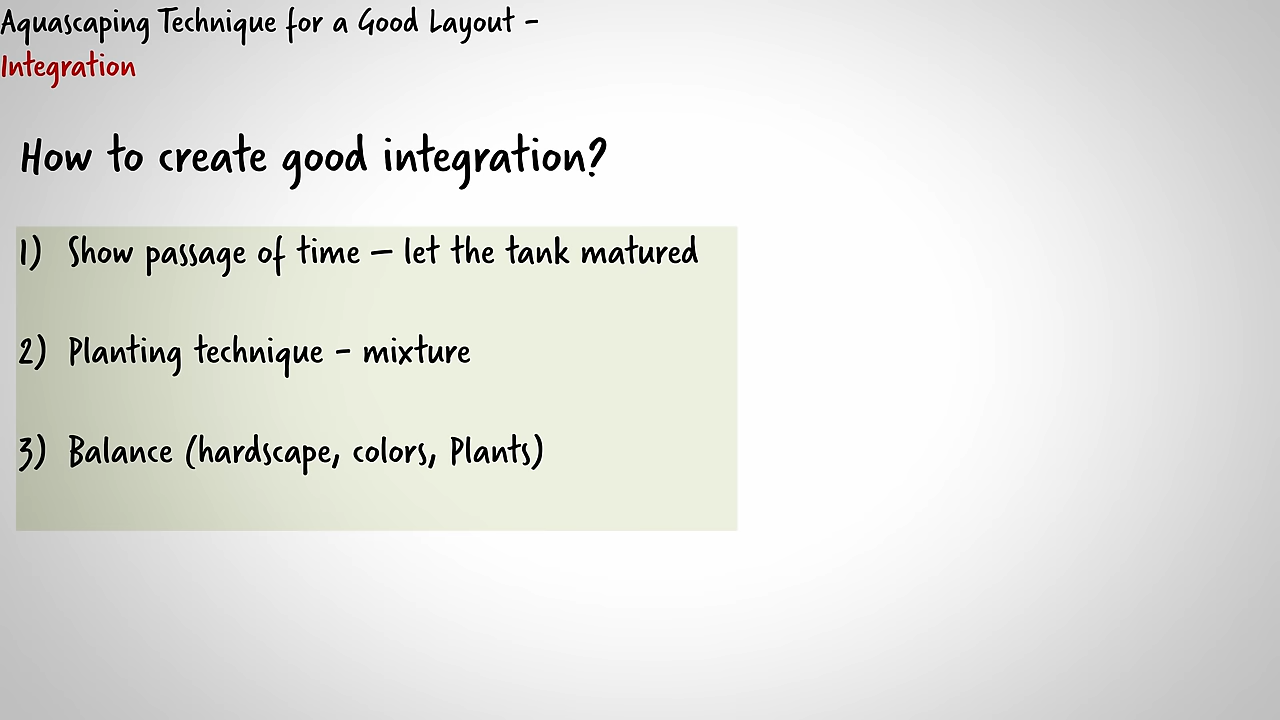 Aquascaping Technique for a Good Layout –
Integration
How to create good integration?
1) Show passage of time – let the tank matured
2) Planting technique – mixture
3) Balance (hardscape, colors, Plants)